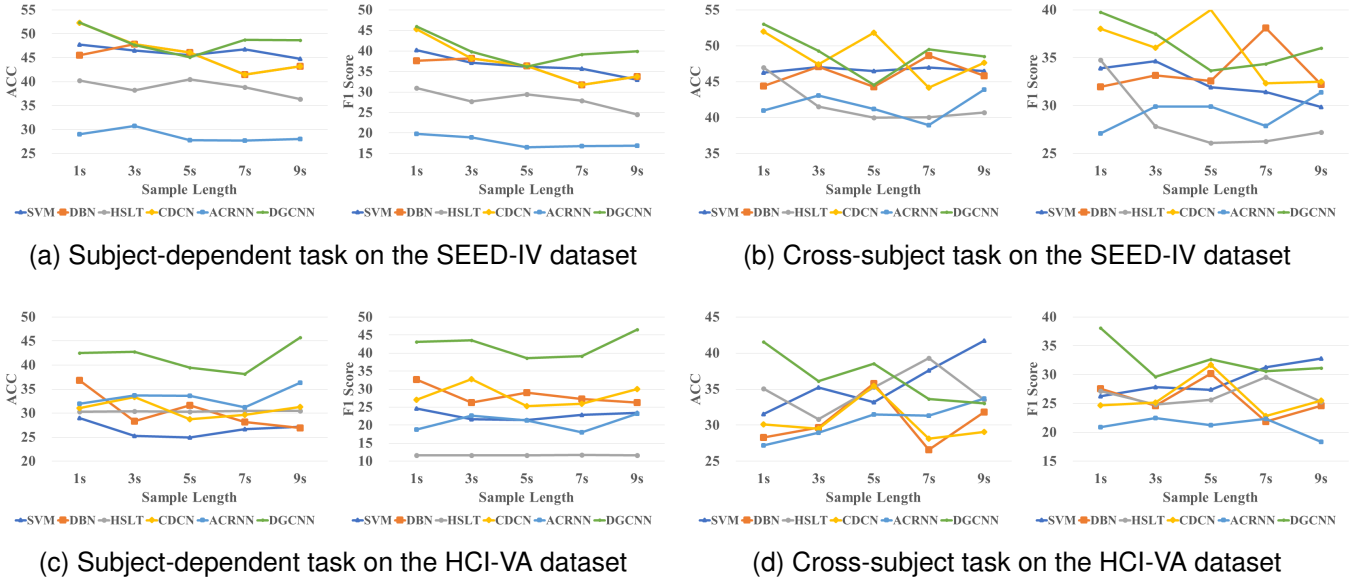 55
50
45
40
35
30
25
ACC
1s 3s 5s 7s 9s
Sample Length
SVM DBN HSLT CDCN ACRNN DGCNN
50
45
40
35
30
25
20
15
F1 Score
1s 3s 5s 7s 9s
Sample Length
SVM DBN HSLT CDCN ACRNN DGCNN
(a) Subject-dependent task on the SEED-IV dataset
55
50
45
40
35
ACC
1s 3s 5s 7s 9s
Sample Length
SVM DBN HSLT CDCN ACRNN DGCNN
40
35
30
25
F1 Score
1s 3s 5s 7s 9s
Sample Length
SVM DBN HSLT CDCN ACRNN DGCNN
(b) Cross-subject task on the SEED-IV dataset
50
45
40
35
30
25
20
ACC
1s 3s 5s 7s 9s
Sample Length
SVM DBN HSLT CDCN ACRNN DGCNN
50
45
40
35
30
25
20
15
10
F1 Score
1s 3s 5s 7s 9s
Sample Length
SVM DBN HSLT CDCN ACRNN DGCNN
(c) Subject-dependent task on the HCI-VA dataset
45
40
35
30
25
ACC
1s 3s 5s 7s 9s
Sample Length
SVM DBN HSLT CDCN ACRNN DGCNN
40
35
30
25
20
15
F1 Score
1s 3s 5s 7s 9s
Sample Length
SVM DBN HSLT CDCN ACRNN DGCNN
(d) Cross-subject task on the HCI-VA dataset